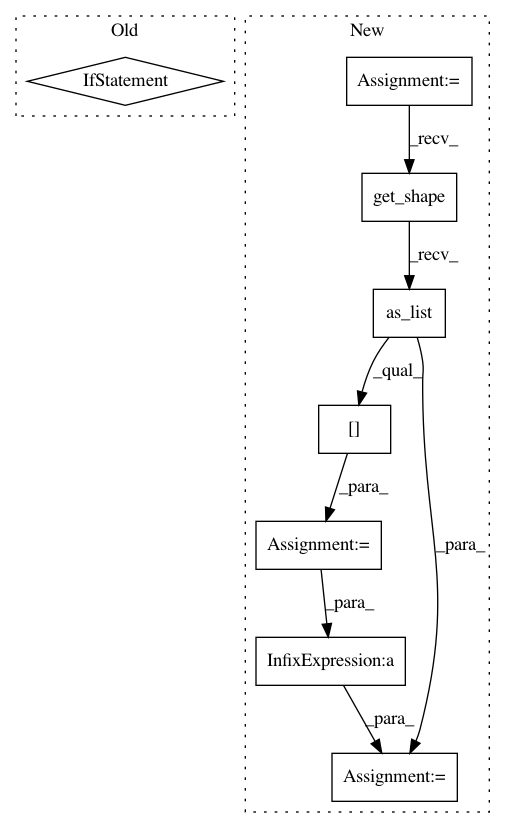 Old
New
IfStatement
Assignment:=
_recv_
get_shape
_recv_
as_list
_qual_
[]
_para_
_para_
Assignment:=
_para_
InfixExpression:a
_para_
Assignment:=